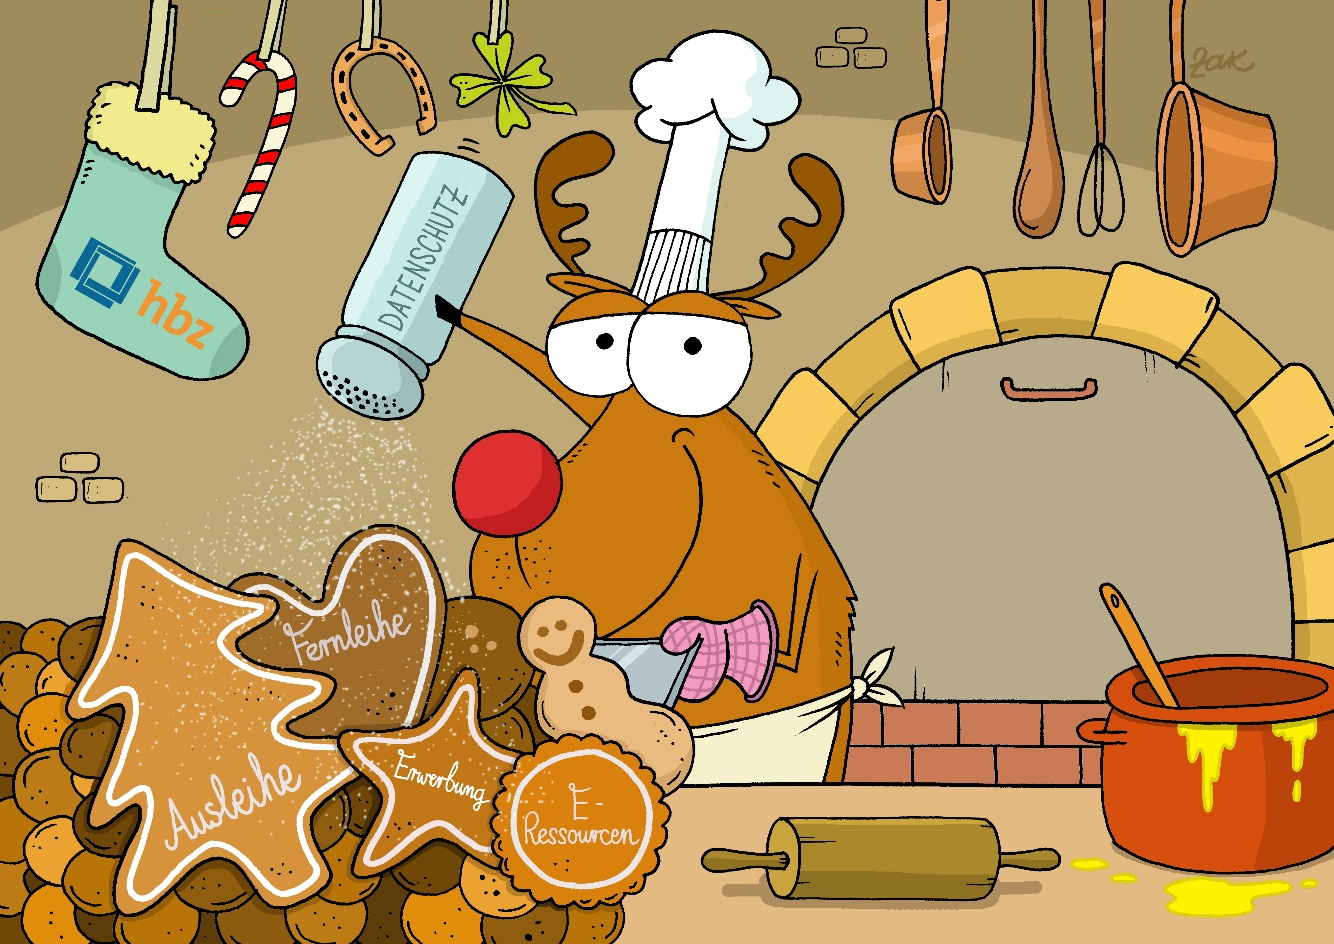 Zak
hbz
DATENSCHUTZ
Fernleihe
Ausleihe
Erwerbung
E-
Ressourcen